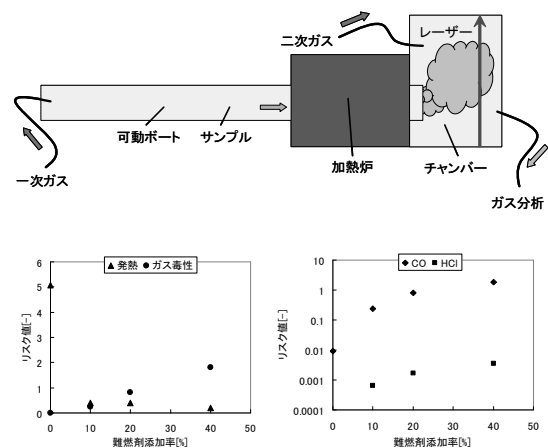 二次ガス
レーザー
可動ボート
サンプル
加熱炉
チャンバー
一次ガス
ガス分析
▲発熱 ●ガス毒性
リスク値[-]
6
5
4
3
2
1
0
0 10 20 30 40 50
難燃剤添加率[%]
◆CO ■HCl
リスク値[-]
10
1
0.1
0.01
0.001
0.0001
0 10 20 30 40 50
難燃剤添加率[%]